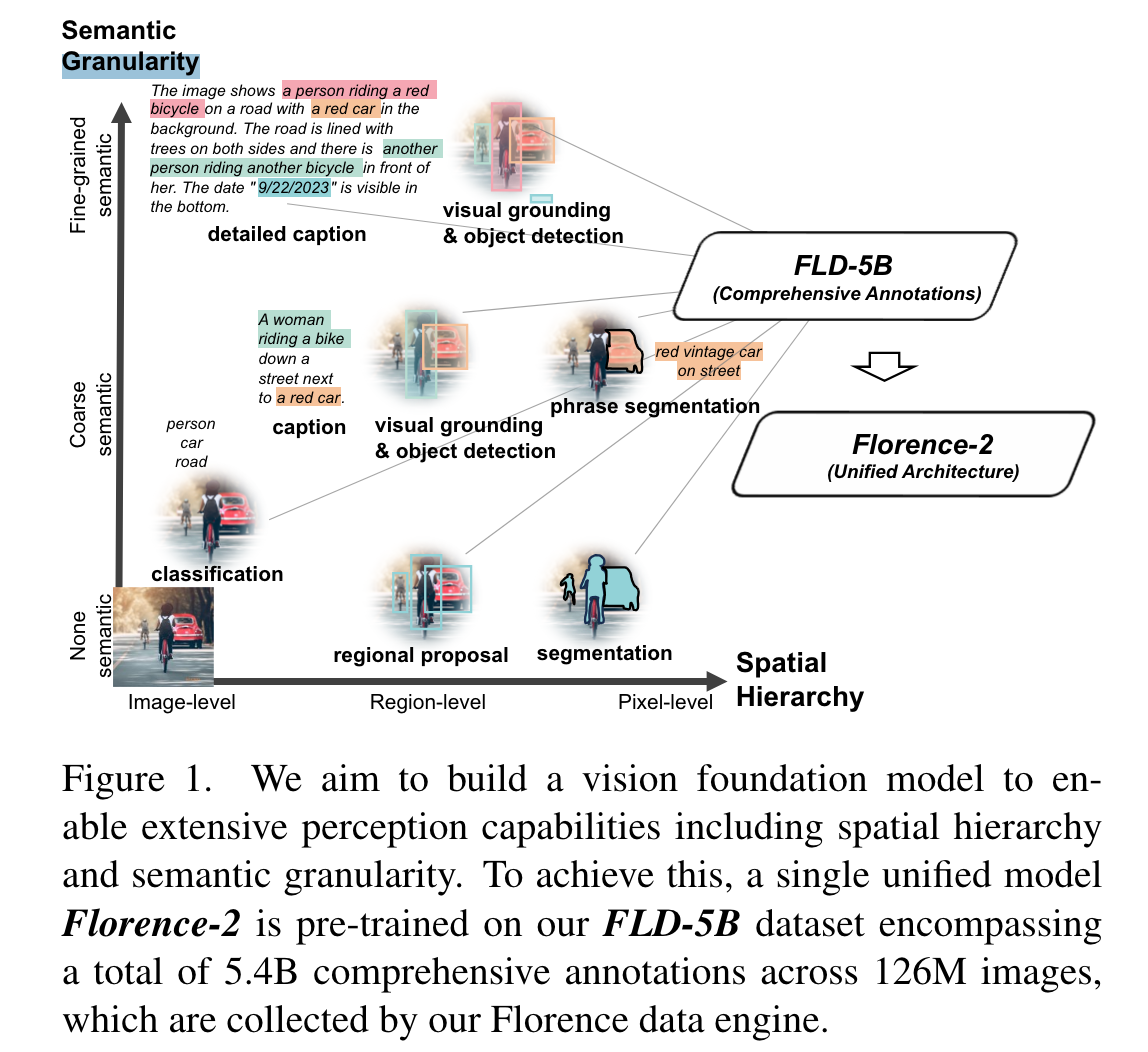 Semantic
Granularity
Fine-grained
semantic
The image shows a person riding a red
bicycle on a road with a red car in the
background. The road is lined with
trees on both sides and there is another
person riding another bicycle in front of
her. The date "9/22/2023" is visible in
the bottom.
detailed caption
visual grounding
& object detection
FLD-5B
(Comprehensive Annotations)
Coarse
semantic
A woman
riding a bike
down a
street next
to a red car.
caption
visual grounding
& object detection
red vintage car
on street
phrase segmentation
Florence-2
(Unified Architecture)
person
car
road
classification
None
semantic
regional proposal
segmentation
Spatial
Hierarchy
Image-level
Region-level
Pixel-level
Figure 1. We aim to build a vision foundation model to en-
able extensive perception capabilities including spatial hierarchy
and semantic granularity. To achieve this, a single unified model
Florence-2 is pre-trained on our FLD-5B dataset encompassing
a total of 5.4B comprehensive annotations across 126M images,
which are collected by our Florence data engine.